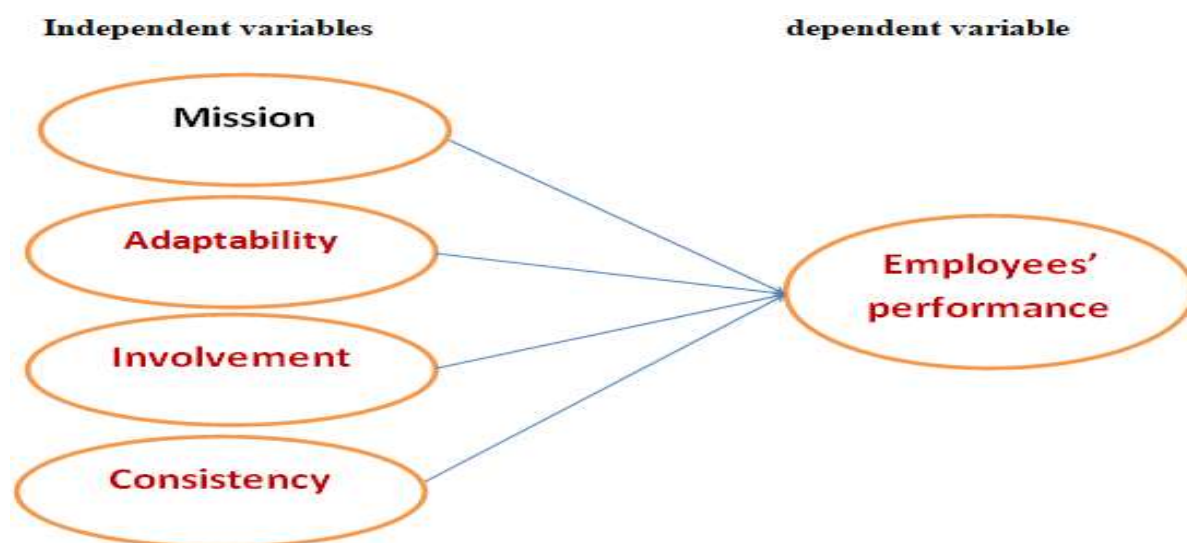 Independent variables
dependent variable
Mission
Adaptability
Involvement
Consistency
Employees’
performance